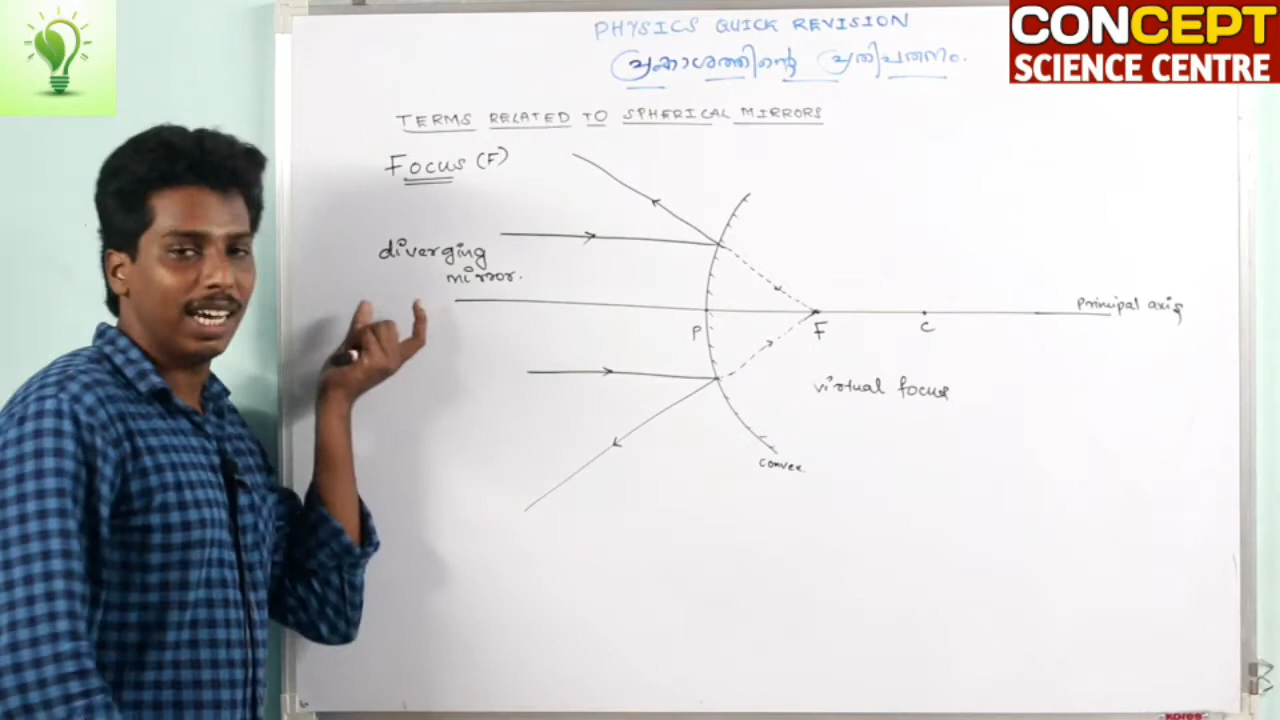 PHYSICS QUICK REVISION
പ്രകാശത്തിന്റെ പ്രതിപതനം.
CONCEPT
SCIENCE CENTRE
TERMS RELATED TO SPHERICAL MIRRORS
Focus (F)
diverging
mirror.
Principal axis
P
F
C
virtual focus
convex
kores